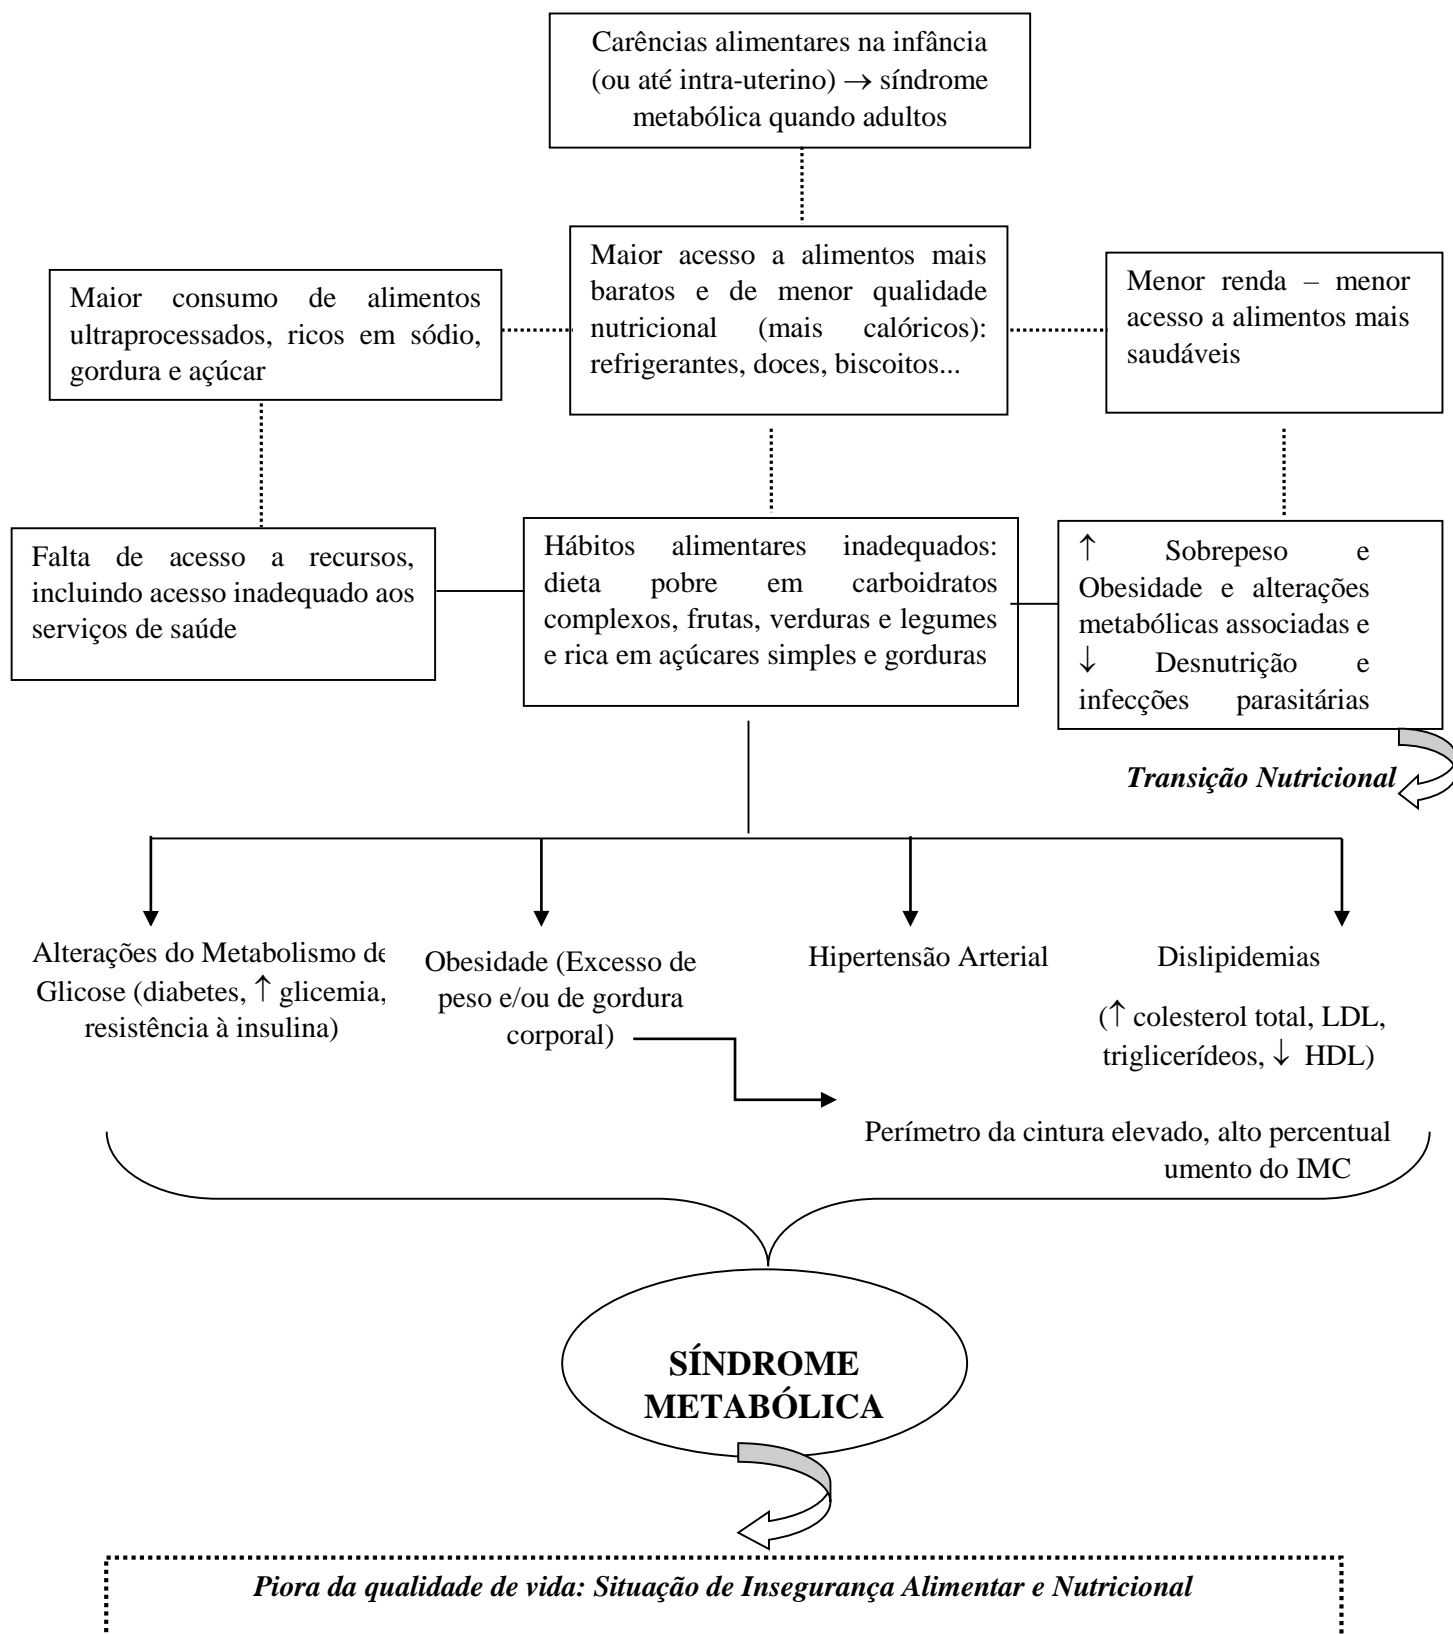 Carências alimentares na infância
(ou até intra-uterino) → síndrome
metabólica quando adultos
Maior consumo de alimentos
ultraprocessados, ricos em sódio,
gordura e açúcar
Maior acesso a alimentos mais
baratos e de menor qualidade
nutricional (mais calóricos):
refrigerantes, doces, biscoitos...
Menor renda – menor
acesso a alimentos mais
saudáveis
Falta de acesso a recursos,
incluindo acesso inadequado aos
serviços de saúde
Hábitos alimentares inadequados:
dieta pobre em carboidratos
complexos, frutas, verduras e legumes
e rica em açúcares simples e gorduras
↑ Sobrepeso e
Obesidade e alterações
metabólicas associadas e
↓ Desnutrição e
infecções parasitárias
Transição Nutricional
Alterações do Metabolismo de
Glicose (diabetes, ↑ glicemia,
resistência à insulina)
Obesidade (Excesso de
peso e/ou de gordura
corporal)
Hipertensão Arterial
Dislipidemias
(↑ colesterol total, LDL,
triglicerídeos, ↓ HDL)
Perímetro da cintura elevado, alto percentual
umento do IMC
SÍNDROME
METABÓLICA
Piora da qualidade de vida: Situação de Insegurança Alimentar e Nutricional